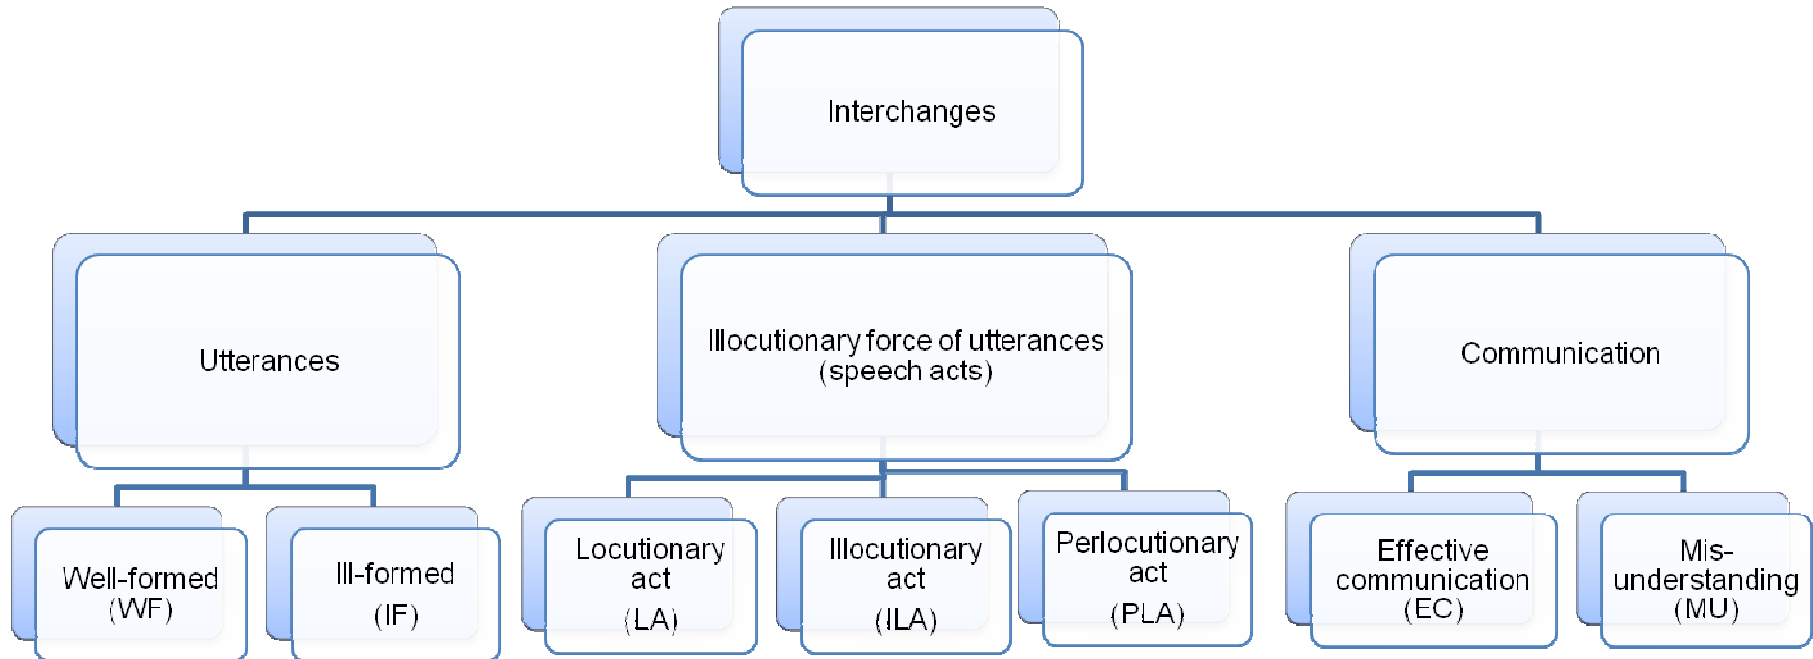 Interchanges
Utterances
Illocutionary force of utterances
(speech acts)
Communication
Well-formed
(WF)
Ill-formed
(IF)
Locutionary
act
(LA)
Illocutionary
act
(ILA)
Perlocutionary
act
(PLA)
Effective
communication
(EC)
Mis-
understanding
(MU)